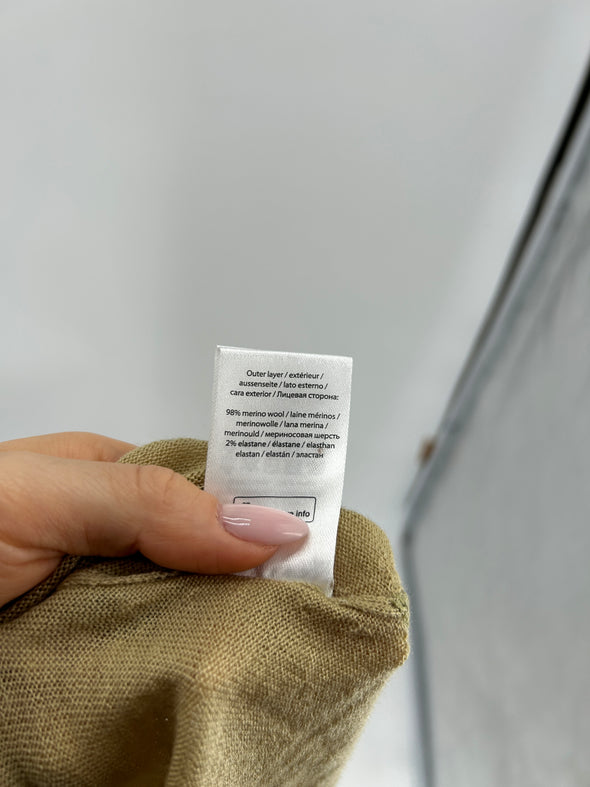 Outer layer / extérieur /
aussenseite / lato esterno /
cara exterior / Лицевая сторона:
98% merino wool / laine mérinos /
merinowolle / lana merina /
merinould / мериносовая шерсть
2% elastane / élastane / elasthan
elastan / elastán / эластан
info